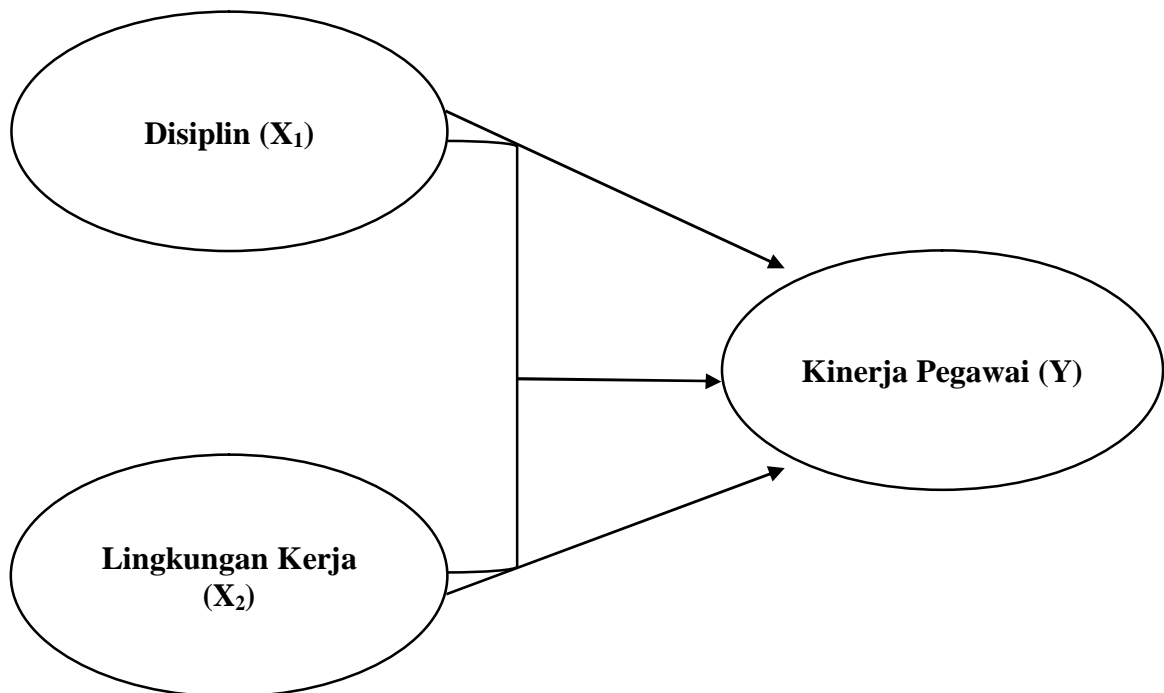 Disiplin (X₁)
Kinerja Pegawai (Y)
Lingkungan Kerja
(X₂)